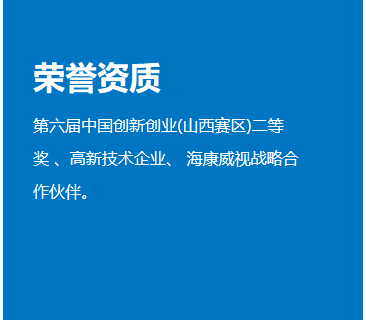 荣誉资质
第六届中国创新创业(山西赛区)二等
奖 、高新技术企业、 海康威视战略合
作伙伴。